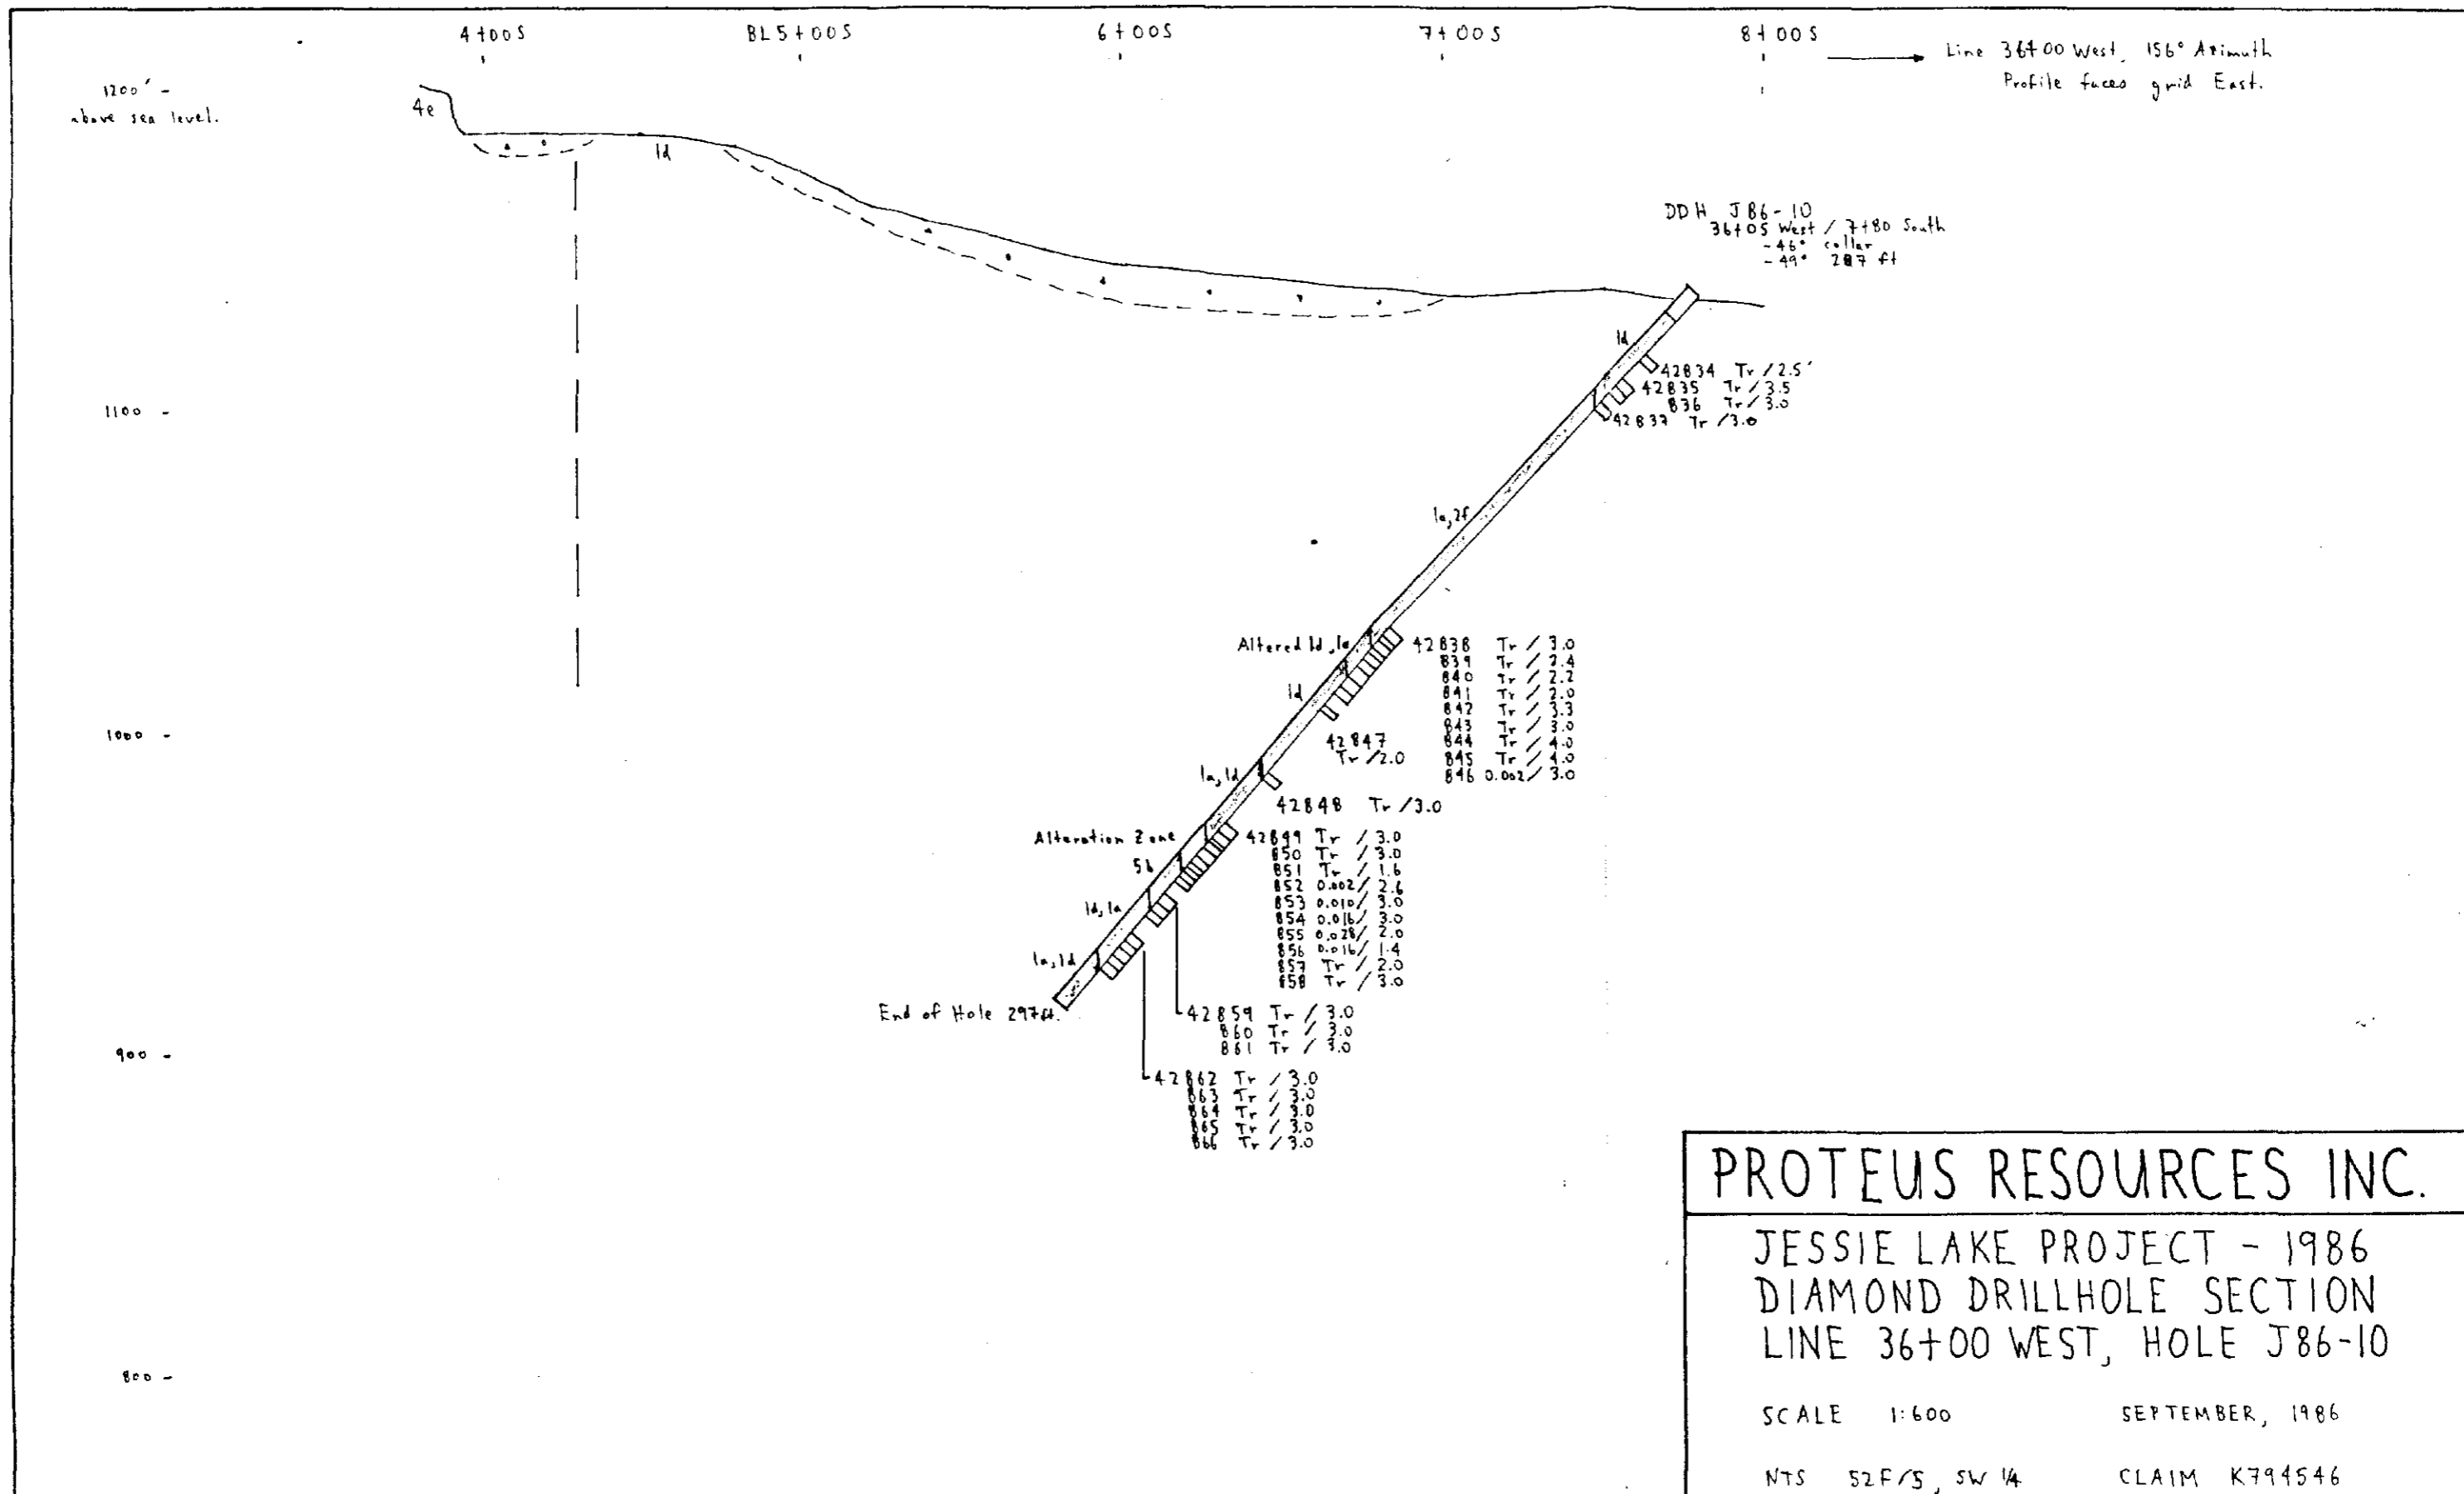 4+00S BL5+00S 6+00S 7+00S 8+00S
Line 36+00 West, 156° Azimuth
Profile faces grid East.
1200' -
above sea level.
4e
1d
DDH J86-10
36+05 West / 7+80 South
-46° collar
-49° 287 ft
1d
42834 Tr / 2.5'
42835 Tr / 3.5
836 Tr / 3.0
42837 Tr / 3.0
1100 -
1a, 2f
Altered 1d, 1a
42838 Tr / 3.0
839 Tr / 2.4
840 Tr / 2.2
841 Tr / 2.0
842 Tr / 3.3
843 Tr / 3.0
844 Tr / 4.0
845 Tr / 4.0
846 0.002 / 3.0
1d
1000 -
42847
Tr / 2.0
1a, 1d
42848 Tr / 3.0
Alteration Zone
42849 Tr / 3.0
850 Tr / 3.0
851 Tr / 1.6
852 0.002 / 2.6
853 0.010 / 3.0
854 0.016 / 3.0
855 0.028 / 2.0
856 0.016 / 1.4
857 Tr / 2.0
858 Tr / 3.0
5b
1d, 1a
1a, 1d
End of Hole 297ft.
42859 Tr / 3.0
860 Tr / 3.0
861 Tr / 3.0
900 -
42862 Tr / 3.0
863 Tr / 3.0
864 Tr / 3.0
865 Tr / 3.0
866 Tr / 3.0
800 -
PROTEUS RESOURCES INC.
JESSIE LAKE PROJECT - 1986
DIAMOND DRILLHOLE SECTION
LINE 36+00 WEST, HOLE J86-10
SCALE 1:600 SEPTEMBER, 1986
NTS 52F/5, SW 1/4 CLAIM K794546